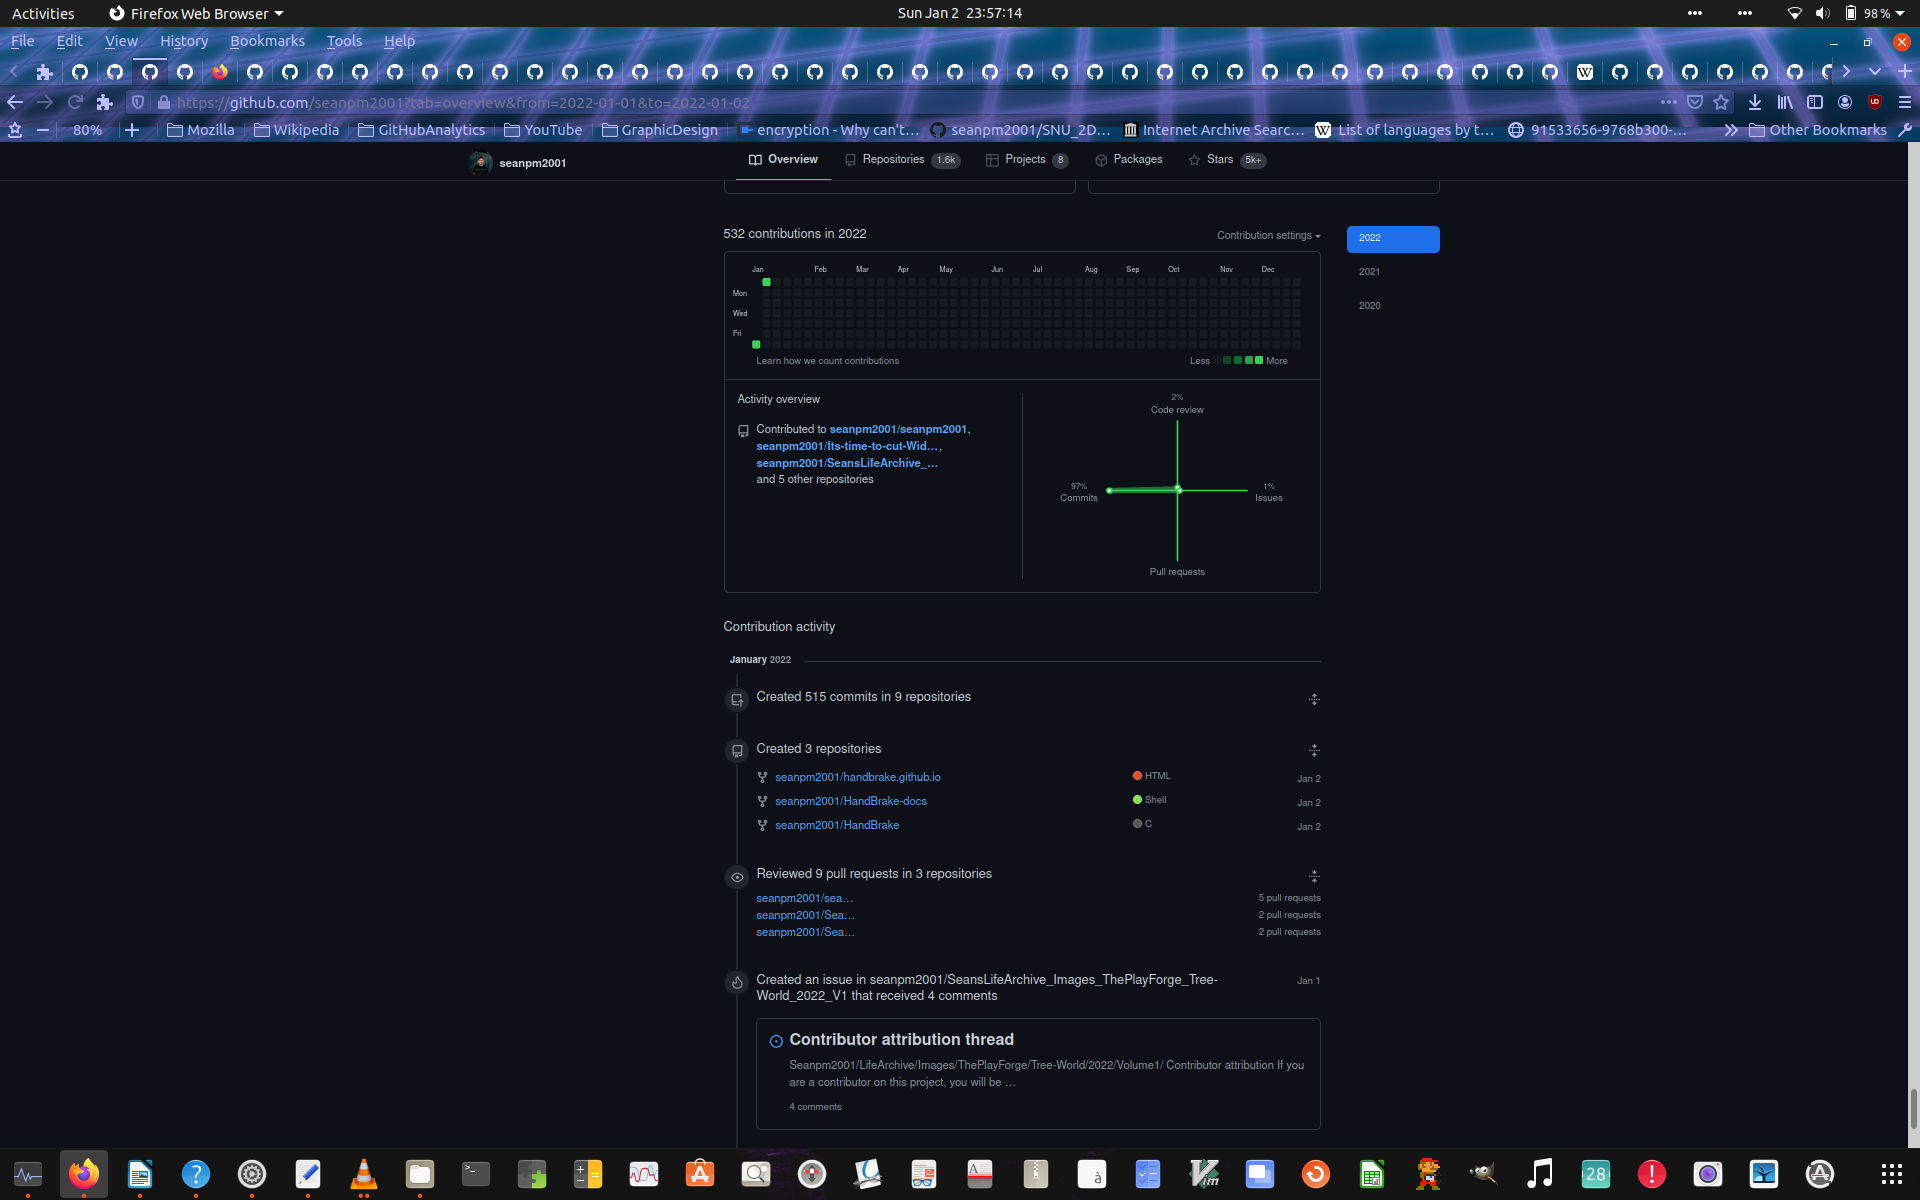 Activities
Firefox Web Browser
Sun Jan 2 23:57:14
98 %
File Edit View History Bookmarks Tools Help
https://github.com/seanpm2001?tab=overview&from=2022-01-01&to=2022-01-02
80%
Mozilla
Wikipedia
GitHubAnalytics
YouTube
GraphicDesign
encryption - Why can't…
seanpm2001/SNU_2D…
Internet Archive Searc…
List of languages by t…
91533656-9768b300-…
Other Bookmarks
seanpm2001
Overview
Repositories 1.6k
Projects 8
Packages
Stars 5k+
532 contributions in 2022
Contribution settings
2022
2021
2020
Jan Feb Mar Apr May Jun Jul Aug Sep Oct Nov Dec
Mon
Wed
Fri
Learn how we count contributions
Less More
Activity overview
Contributed to seanpm2001/seanpm2001,
seanpm2001/Its-time-to-cut-Wid…,
seanpm2001/SeansLifeArchive_…
and 5 other repositories
2%
Code review
97%
Commits
1%
Issues
Pull requests
Contribution activity
January 2022
Created 515 commits in 9 repositories
Created 3 repositories
seanpm2001/handbrake.github.io HTML Jan 2
seanpm2001/HandBrake-docs Shell Jan 2
seanpm2001/HandBrake C Jan 2
Reviewed 9 pull requests in 3 repositories
seanpm2001/sea… 5 pull requests
seanpm2001/Sea… 2 pull requests
seanpm2001/Sea… 2 pull requests
Created an issue in seanpm2001/SeansLifeArchive_Images_ThePlayForge_Tree- Jan 1
World_2022_V1 that received 4 comments
Contributor attribution thread
Seanpm2001/LifeArchive/Images/ThePlayForge/Tree-World/2022/Volume1/ Contributor attribution If you
are a contributor on this project, you will be …
4 comments
28